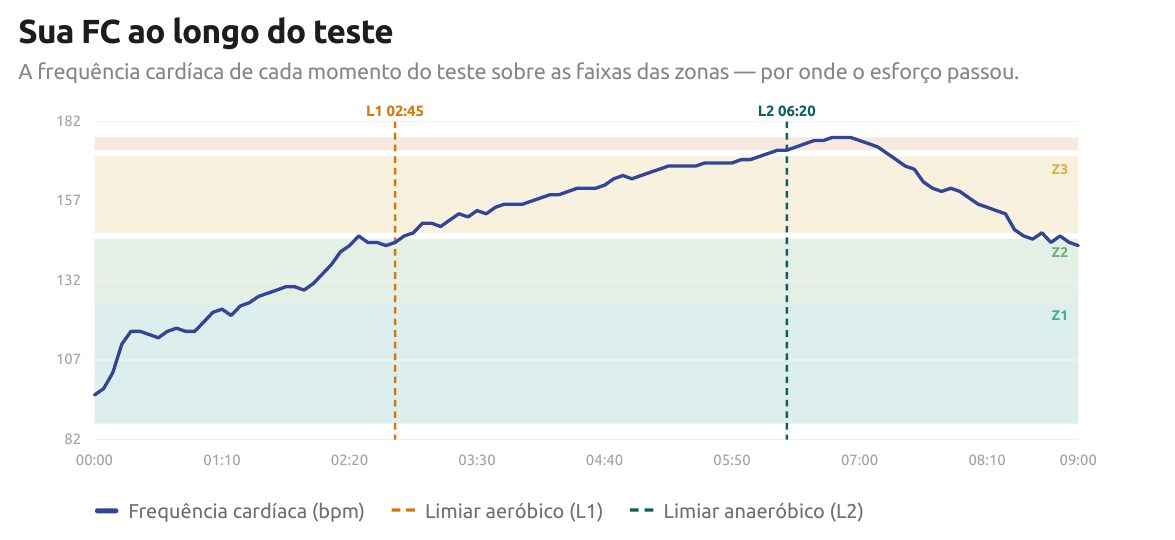 Sua FC ao longo do teste
A frequência cardíaca de cada momento do teste sobre as faixas das zonas — por onde o esforço passou.
L1 02:45
L2 06:20
182
157
132
107
82
Z3
Z2
Z1
00:00
01:10
02:20
03:30
04:40
05:50
07:00
08:10
09:00
Frequência cardíaca (bpm)
Limiar aeróbico (L1)
Limiar anaeróbico (L2)